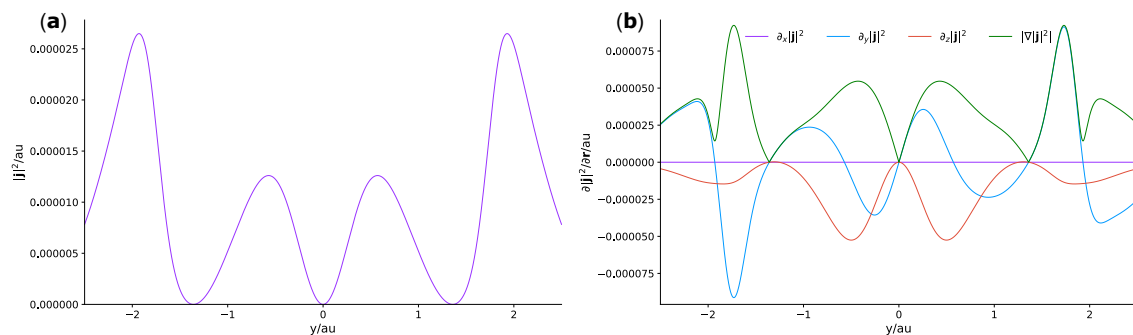 (a)
0.000025
0.000020
0.000015
0.000010
0.000005
0.000000
|j|²/au
−2 −1 0 1 2
y/au
(b)
∂ₓ|j|² ∂ᵧ|j|² ∂_z|j|² |∇|j|²|
0.000075
0.000050
0.000025
0.000000
−0.000025
−0.000050
−0.000075
∂|j|²/∂r/au
−2 −1 0 1 2
y/au